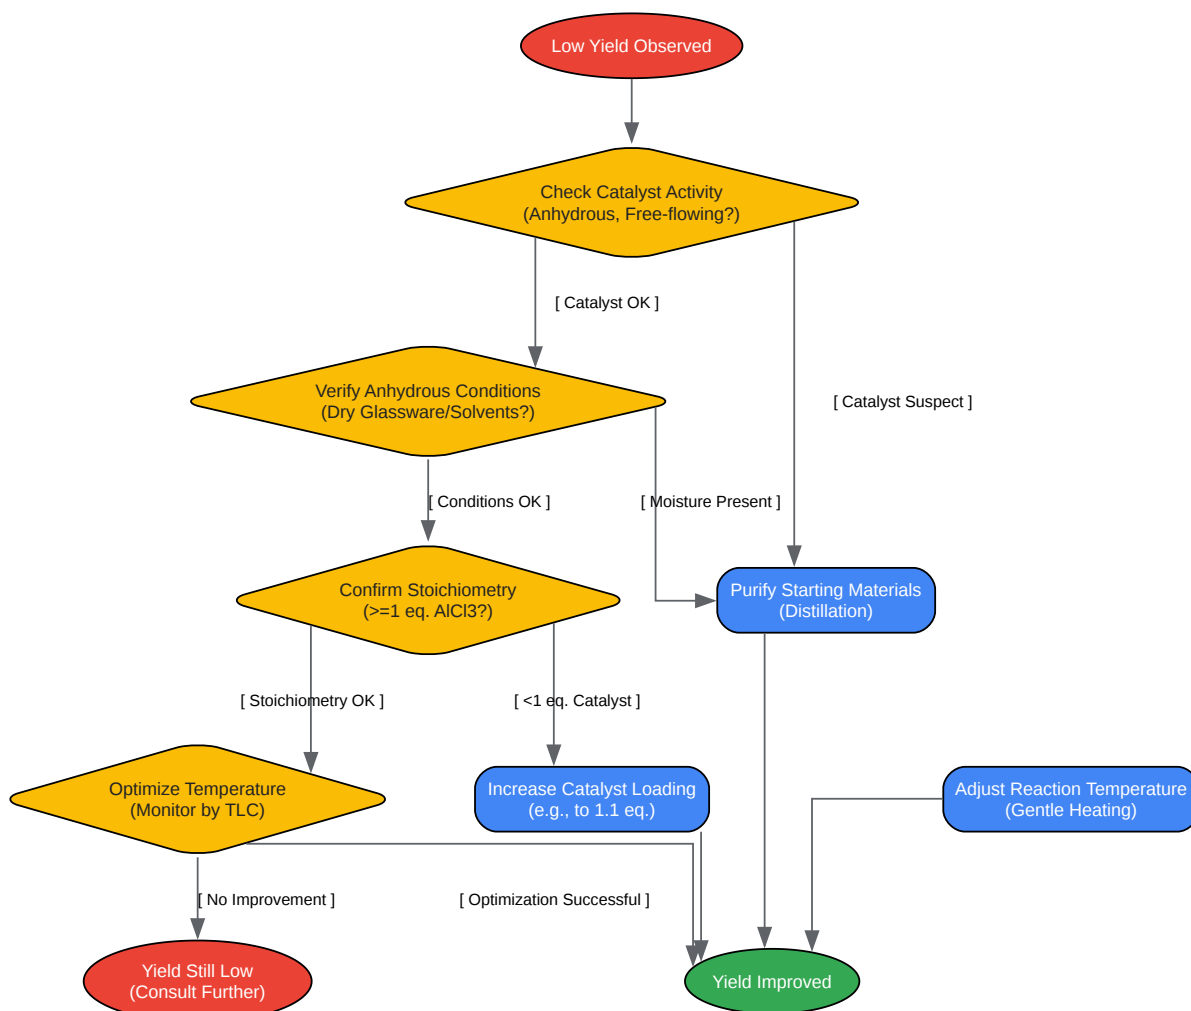 Low Yield Observed
Check Catalyst Activity
(Anhydrous, Free-flowing?)
[ Catalyst OK ]
Verify Anhydrous Conditions
(Dry Glassware/Solvents?)
[ Catalyst Suspect ]
[ Conditions OK ]
[ Moisture Present ]
Confirm Stoichiometry
(>=1 eq. AlCl3?)
Purify Starting Materials
(Distillation)
[ Stoichiometry OK ]
[ <1 eq. Catalyst ]
Optimize Temperature
(Monitor by TLC)
Increase Catalyst Loading
(e.g., to 1.1 eq.)
Adjust Reaction Temperature
(Gentle Heating)
[ No Improvement ]
[ Optimization Successful ]
Yield Still Low
(Consult Further)
Yield Improved